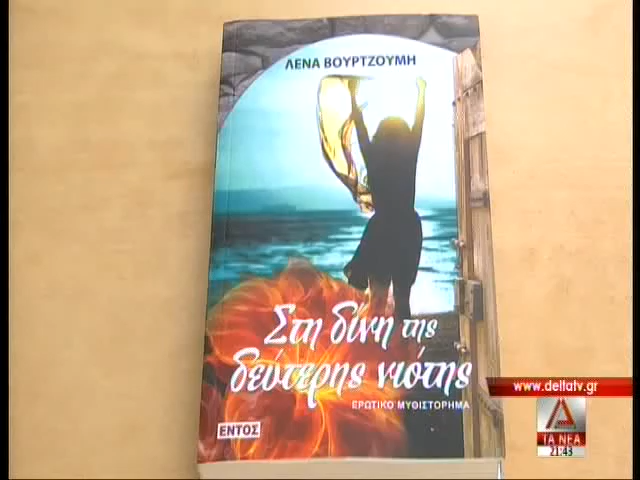 ΛΕΝΑ ΒΟΥΡΤΖΟΥΜΗ
Στη δίνη της
δεύτερης νιότης
ΕΡΩΤΙΚΟ ΜΥΘΙΣΤΟΡΗΜΑ
ΕΝΤΟΣ
www.deltatv.gr
ΤΑ ΝΕΑ
21:43